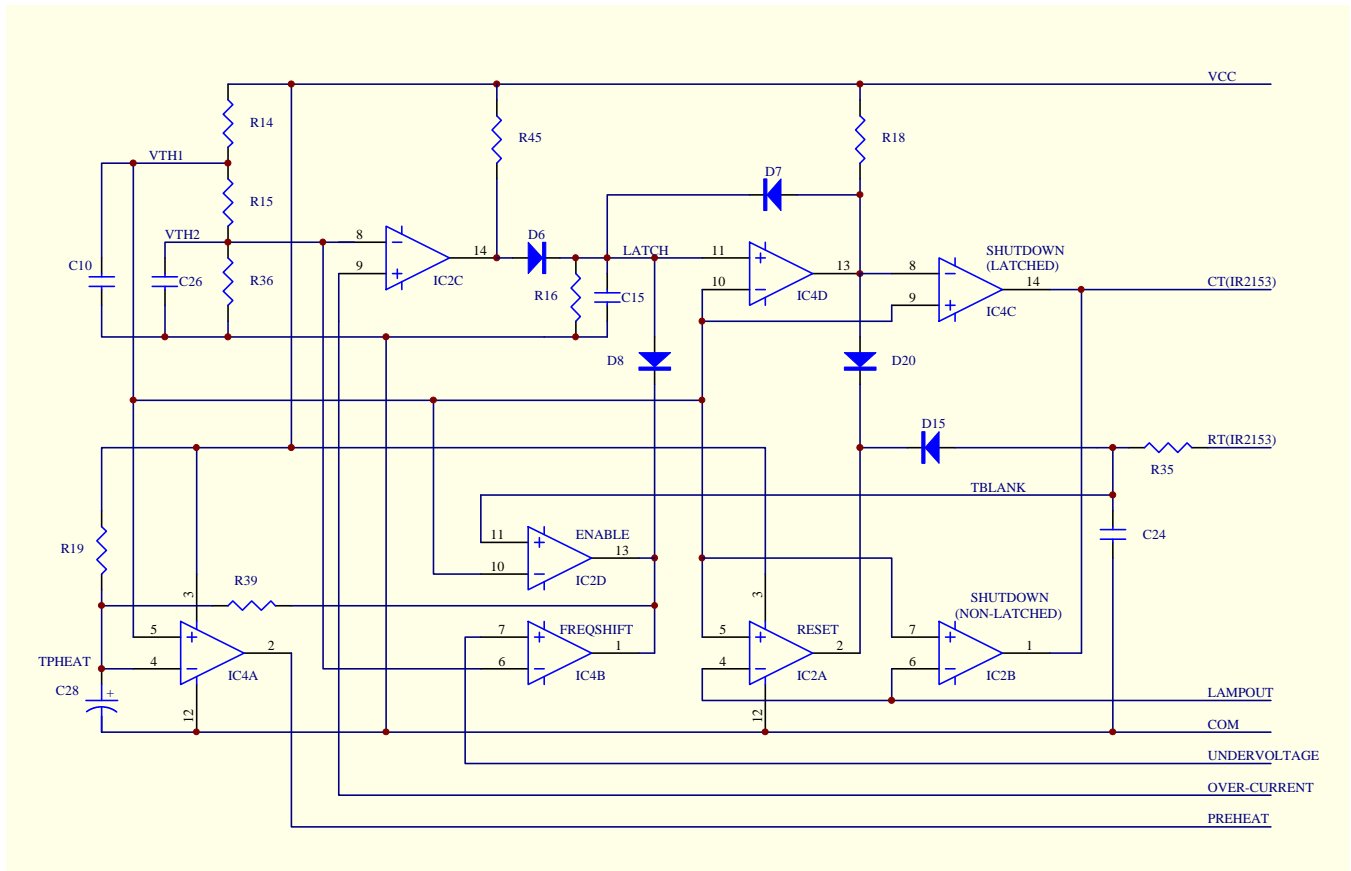 VCC
R14
R45
R18
VTH1
D7
R15
VTH2
8
14
D6
LATCH
11
13
8
SHUTDOWN
(LATCHED)
C10
C26
R36
9
IC2C
R16
C15
10
IC4D
9
14
CT(IR2153)
IC4C
D8
D20
D15
RT(IR2153)
R35
TBLANK
R19
11
ENABLE
13
C24
10
IC2D
R39
3
3
SHUTDOWN
(NON-LATCHED)
5
2
7
FREQSHIFT
1
5
RESET
2
7
1
TPHEAT
4
IC4A
6
IC4B
4
IC2A
6
IC2B
C28
+
12
12
LAMPOUT
COM
UNDERVOLTAGE
OVER-CURRENT
PREHEAT